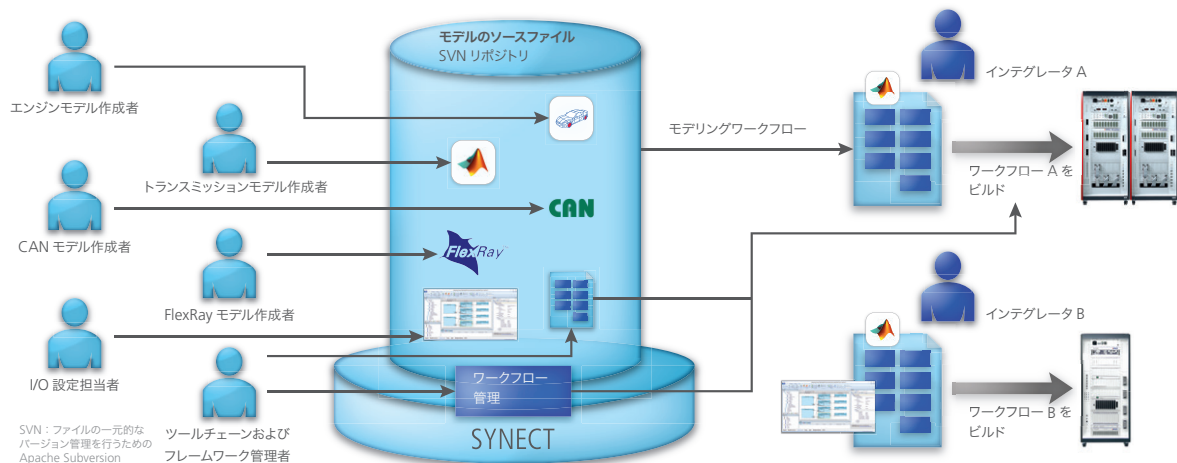 モデルのソースファイル
SVN リポジトリ
エンジンモデル作成者
トランスミッションモデル作成者
CAN モデル作成者
FlexRay モデル作成者
I/O 設定担当者
ツールチェーンおよび
フレームワーク管理者
SVN：ファイルの一元的な
バージョン管理を行うための
Apache Subversion
CAN
FlexRay
ワークフロー
管理
SYNECT
モデリングワークフロー
インテグレータ A
ワークフロー A を
ビルド
インテグレータ B
ワークフロー B を
ビルド